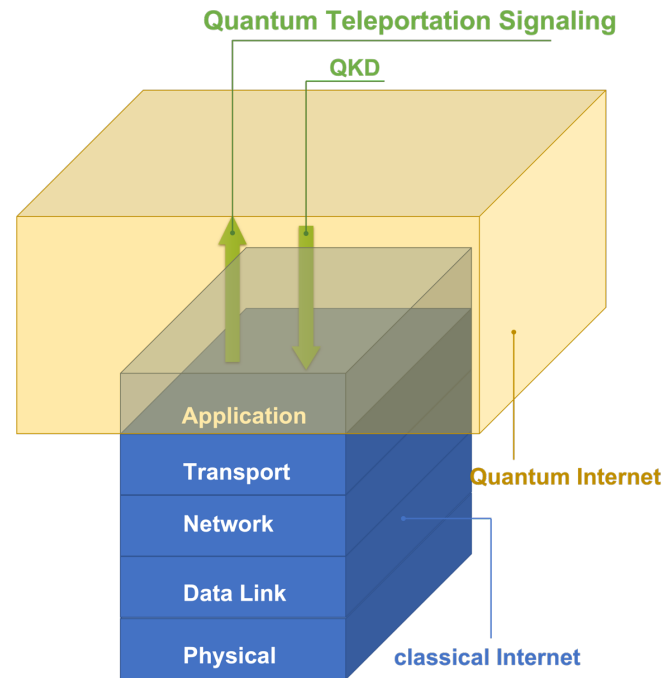 Quantum Teleportation Signaling
QKD
Application
Transport
Quantum Internet
Network
Data Link
Physical
classical Internet